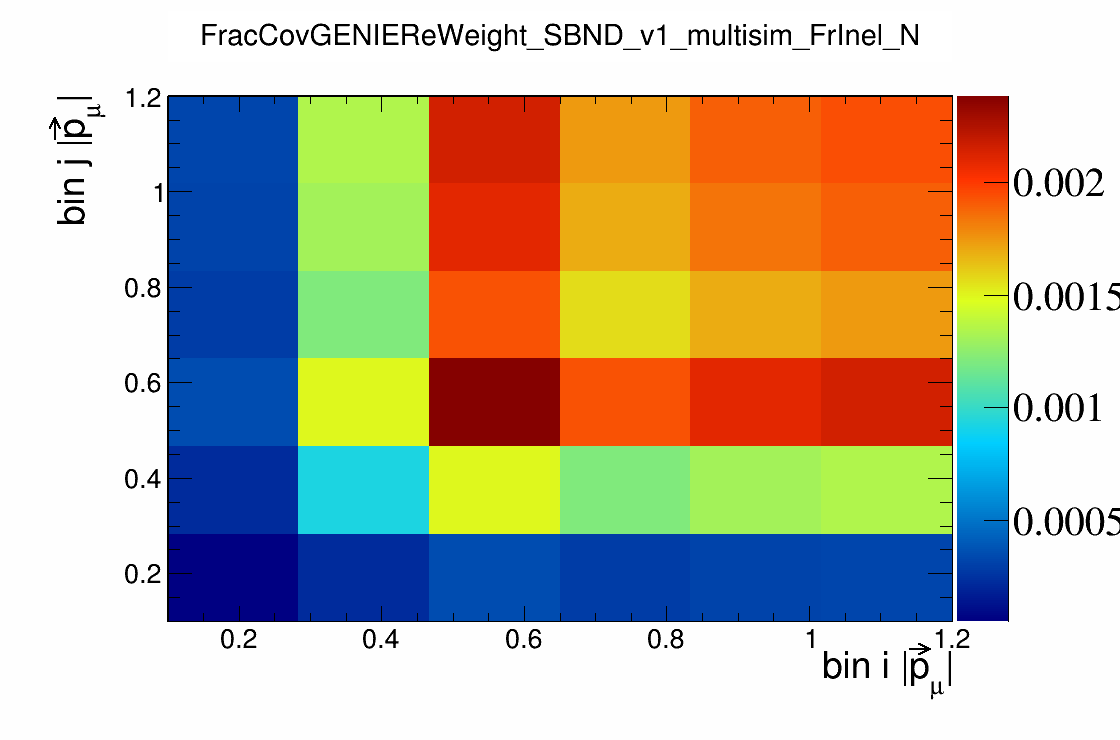 FracCovGENIEReWeight_SBND_v1_multisim_FrInel_N
bin j |p⃗μ|
1.2
1
0.8
0.6
0.4
0.2
0.2 0.4 0.6 0.8 1 1.2
bin i |p⃗μ|
0.002
0.0015
0.001
0.0005